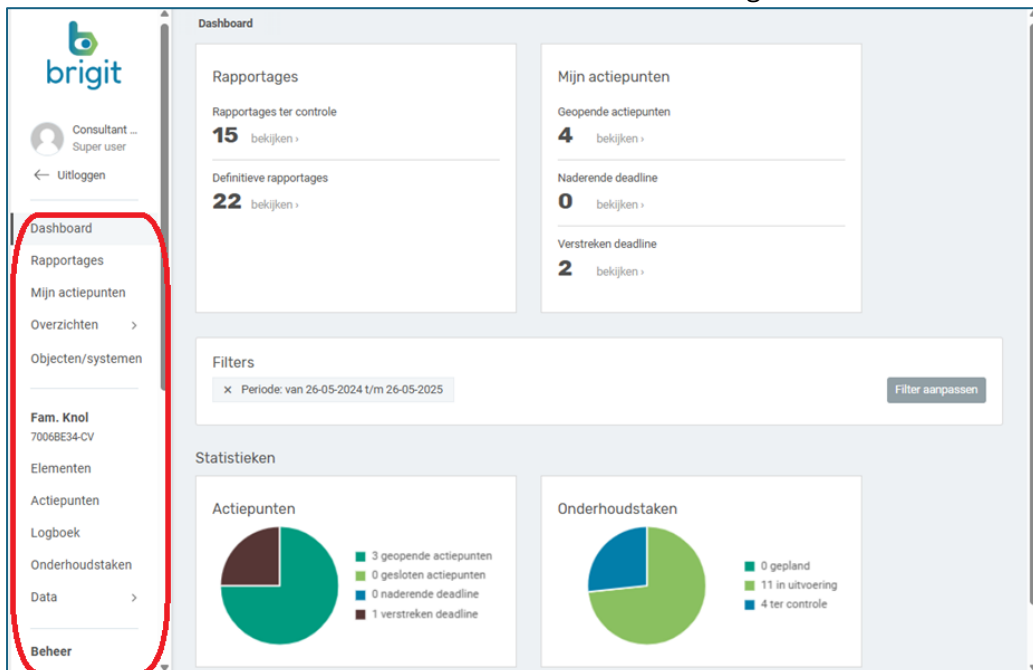 brigit
Consultant ...
Super user
← Uitloggen
Dashboard
Rapportages
Mijn actiepunten
Overzichten >
Objecten/systemen
Fam. Knol
7006BE34-CV
Elementen
Actiepunten
Logboek
Onderhoudstaken
Data >
Beheer
Dashboard
Rapportages
Rapportages ter controle
15 bekijken ›
Definitieve rapportages
22 bekijken ›
Mijn actiepunten
Geopende actiepunten
4 bekijken ›
Naderende deadline
0 bekijken ›
Verstreken deadline
2 bekijken ›
Filters
× Periode: van 26-05-2024 t/m 26-05-2025
Filter aanpassen
Statistieken
Actiepunten
3 geopende actiepunten
0 gesloten actiepunten
0 naderende deadline
1 verstreken deadline
Onderhoudstaken
0 gepland
11 in uitvoering
4 ter controle